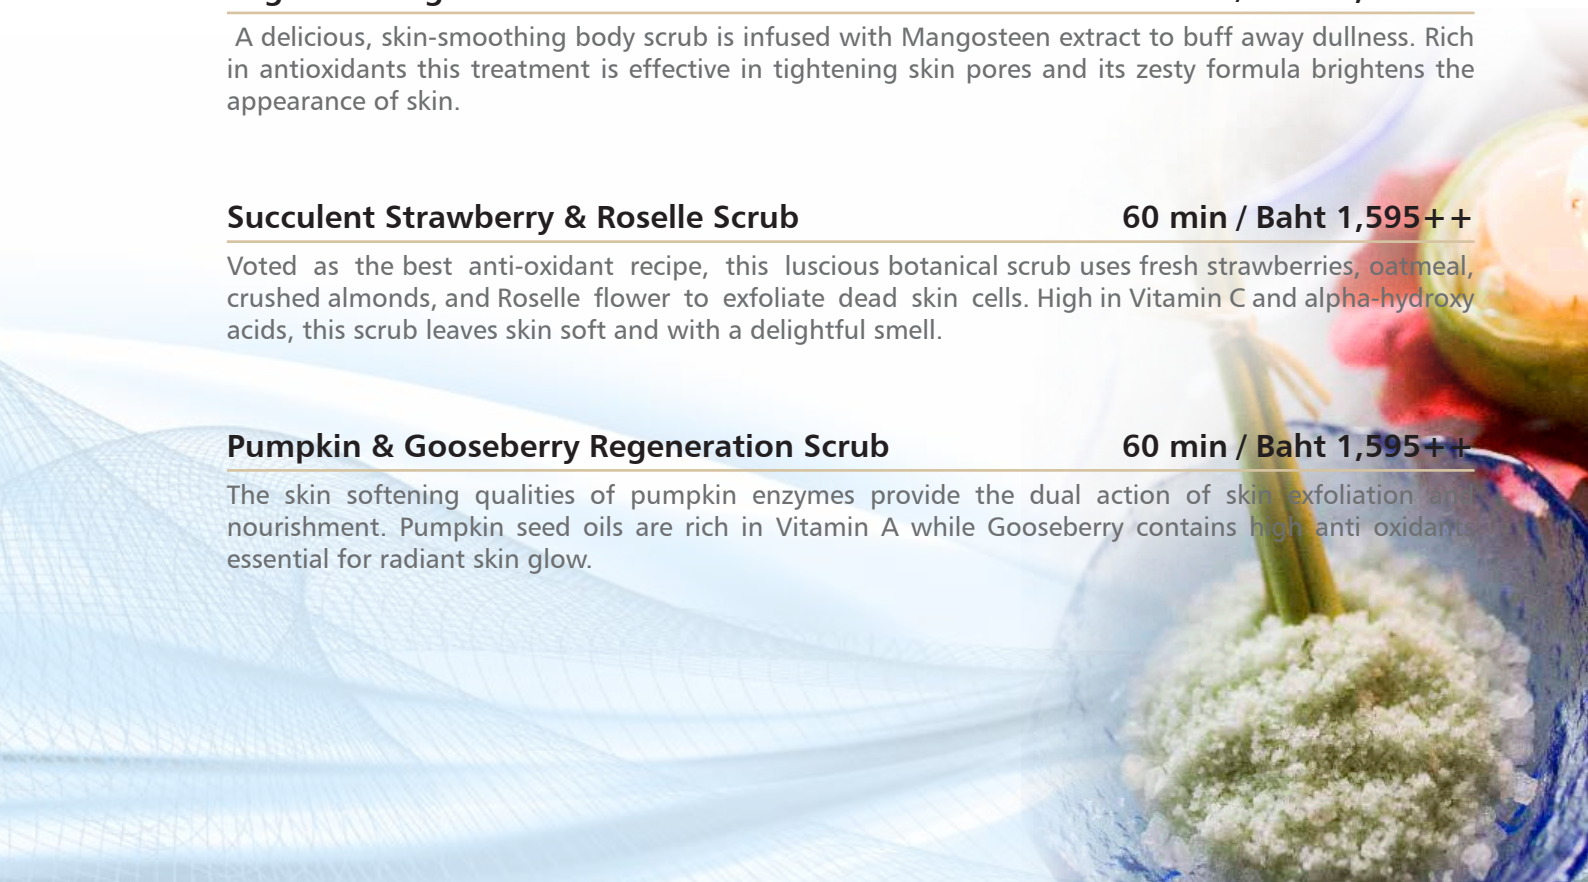 A delicious, skin-smoothing body scrub is infused with Mangosteen extract to buff away dullness. Rich
in antioxidants this treatment is effective in tightening skin pores and its zesty formula brightens the
appearance of skin.
Succulent Strawberry & Roselle Scrub 60 min / Baht 1,595++
Voted as the best anti-oxidant recipe, this luscious botanical scrub uses fresh strawberries, oatmeal,
crushed almonds, and Roselle flower to exfoliate dead skin cells. High in Vitamin C and alpha-hydroxy
acids, this scrub leaves skin soft and with a delightful smell.
Pumpkin & Gooseberry Regeneration Scrub 60 min / Baht 1,595++
The skin softening qualities of pumpkin enzymes provide the dual action of skin exfoliation and
nourishment. Pumpkin seed oils are rich in Vitamin A while Gooseberry contains high anti oxidants
essential for radiant skin glow.